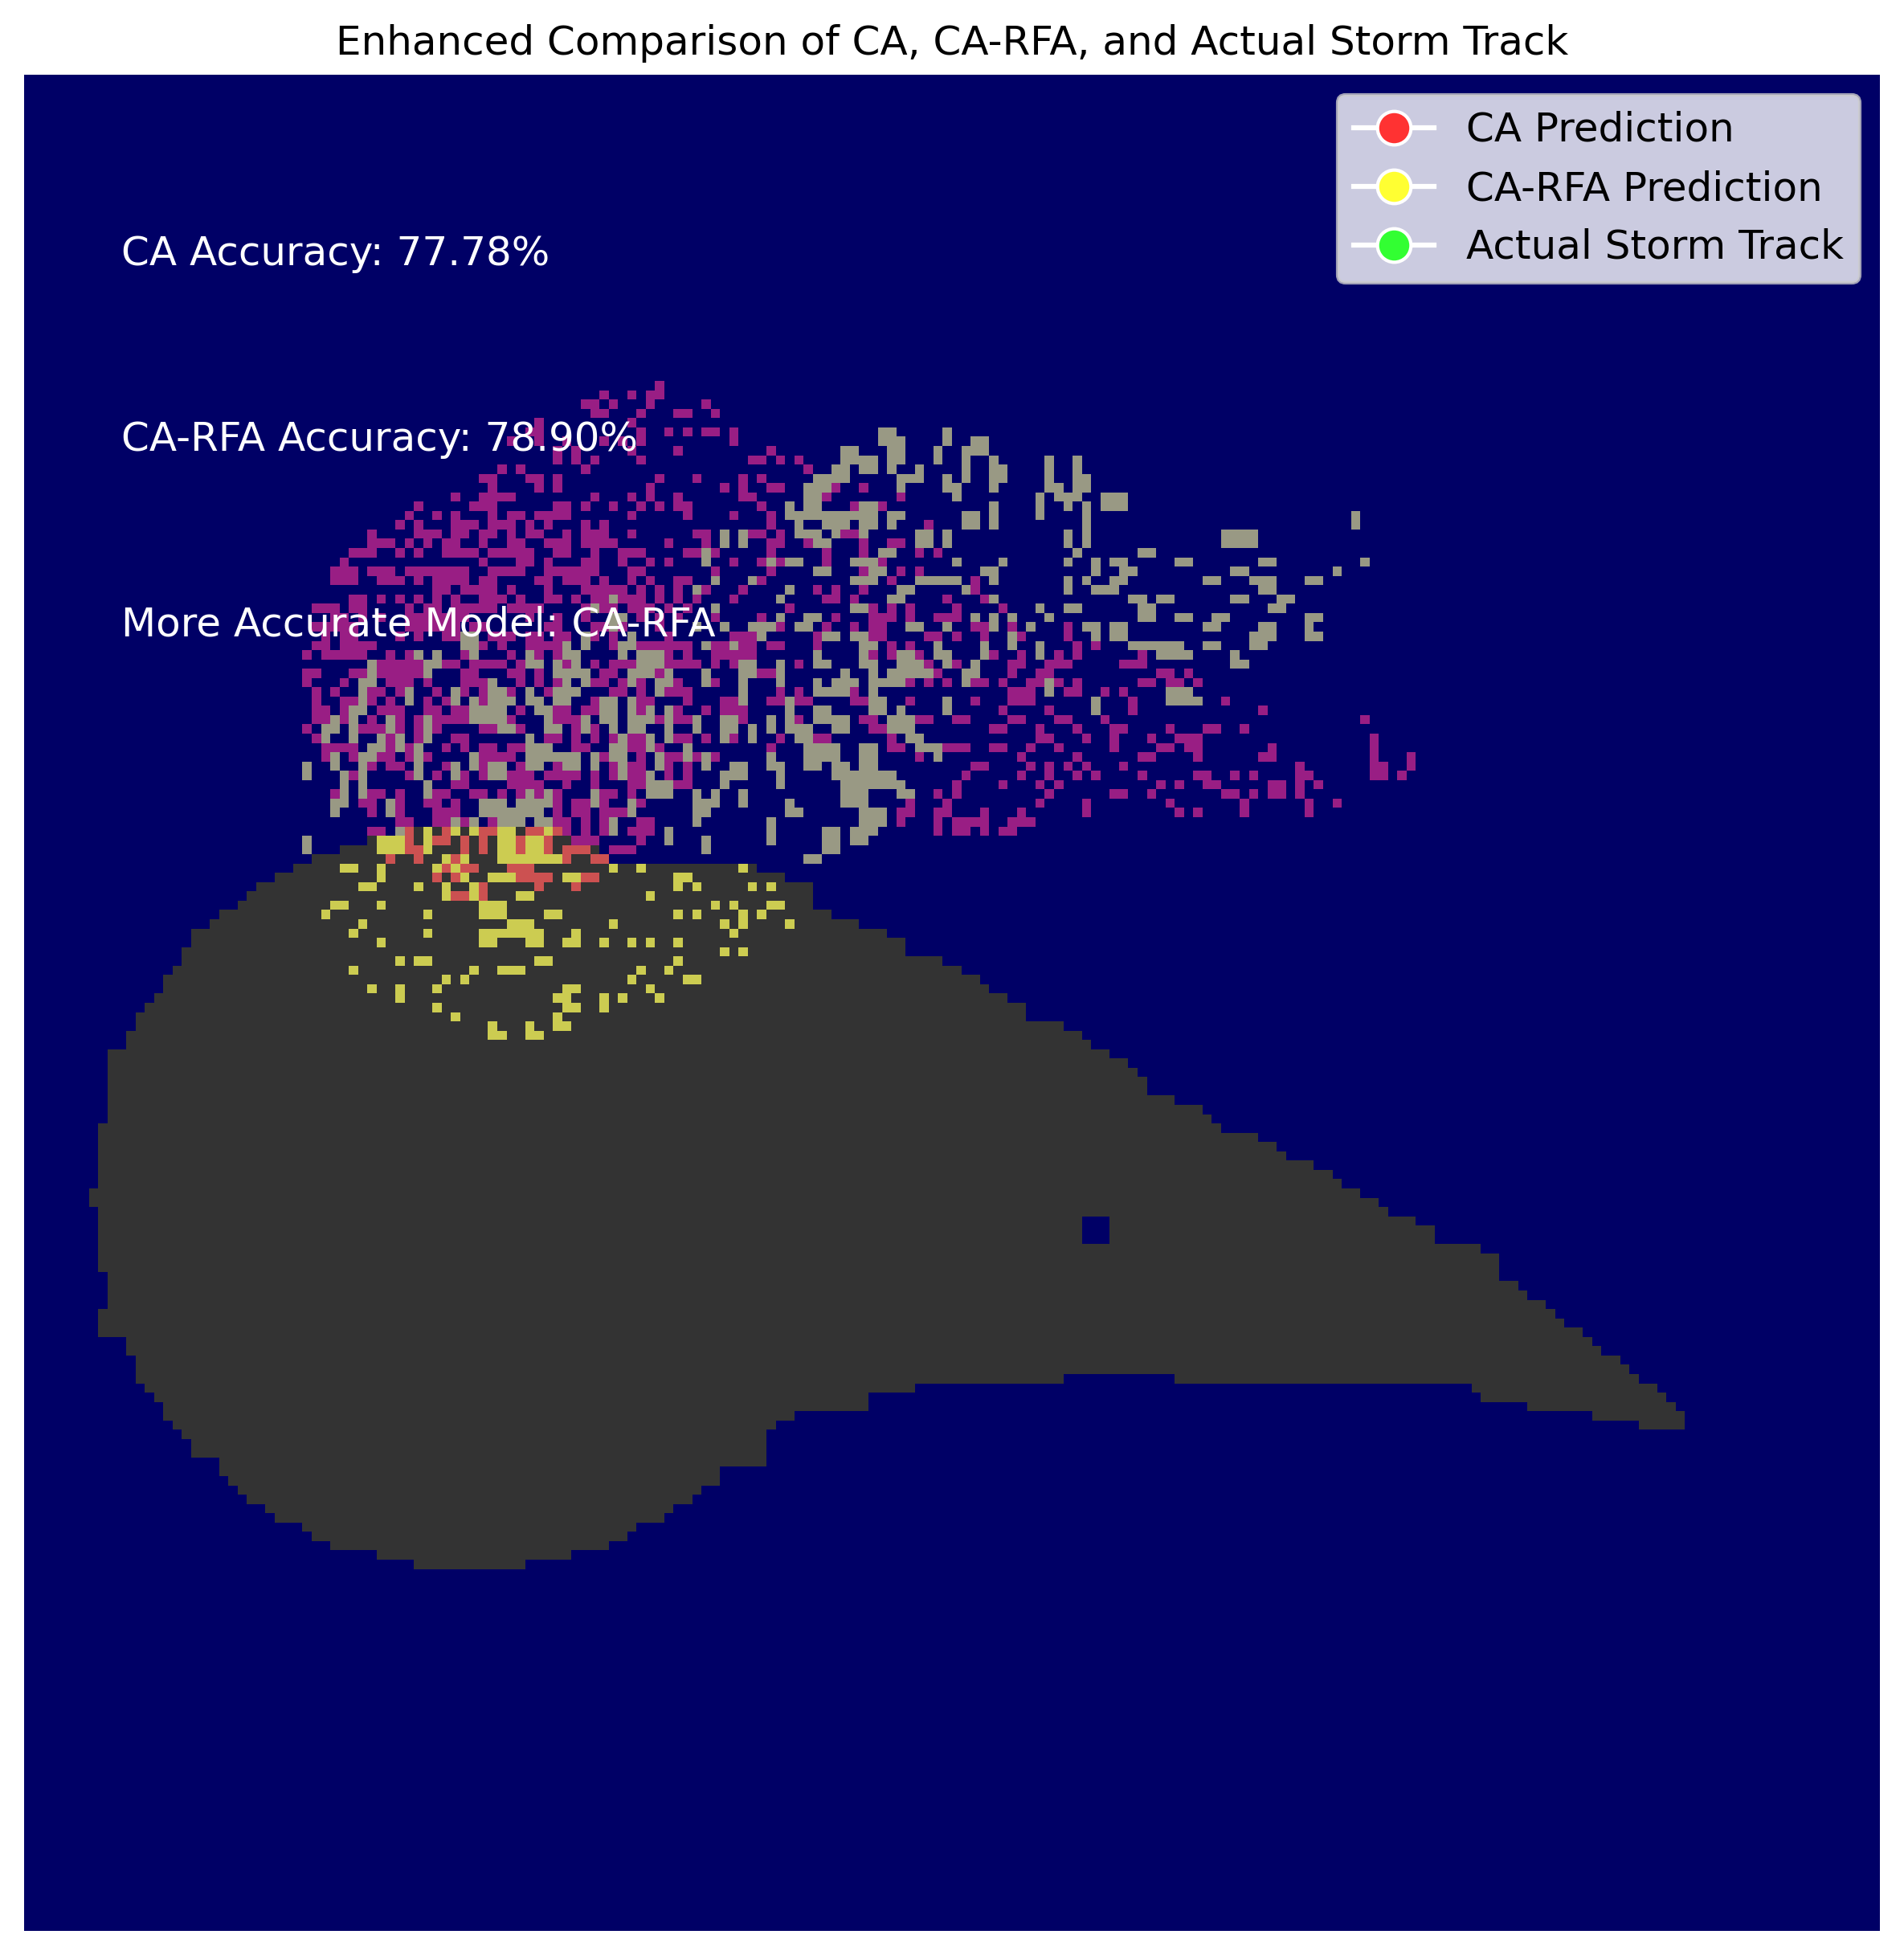 Enhanced Comparison of CA, CA-RFA, and Actual Storm Track
CA Prediction
CA-RFA Prediction
Actual Storm Track
CA Accuracy: 77.78%
CA-RFA Accuracy: 78.90%
More Accurate Model: CA-RFA